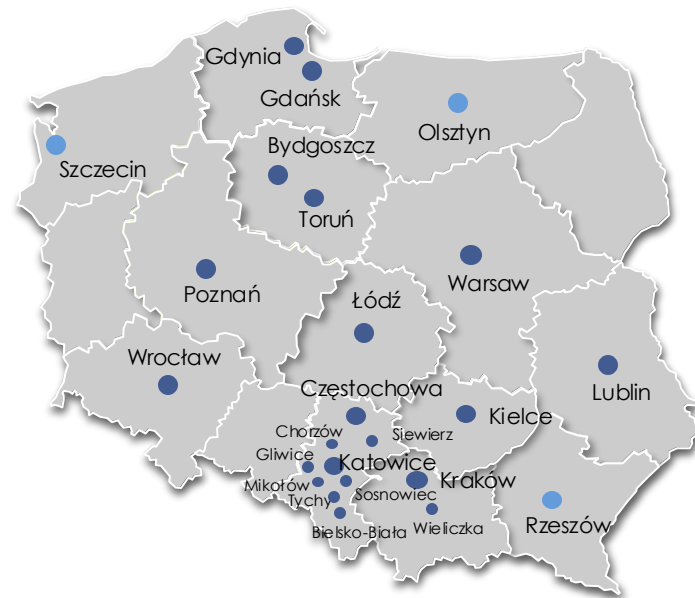 Gdynia
Gdańsk
Olsztyn
Bydgoszcz
Szczecin
Toruń
Warsaw
Poznań
Łódź
Wrocław
Lublin
Częstochowa
Kielce
Chorzów
Siewierz
Gliwice
Katowice
Mikołów
Sosnowiec
Kraków
Tychy
Wieliczka
Rzeszów
Bielsko-Biała